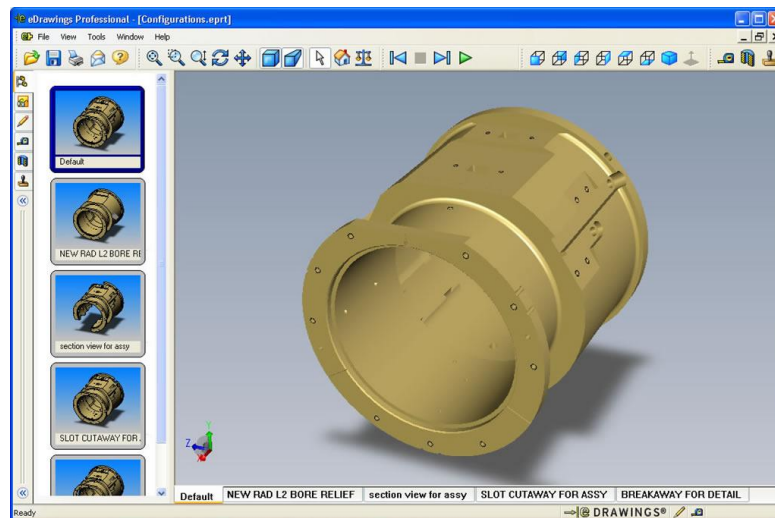 eDrawings Professional - [Configurations.eprt]
File View Tools Window Help
Default
NEW RAD L2 BORE RE
section view for assy
SLOT CUTAWAY FOR
Y
Z
Default NEW RAD L2 BORE RELIEF section view for assy SLOT CUTAWAY FOR ASSY BREAKAWAY FOR DETAIL
Ready
eDRAWINGS®